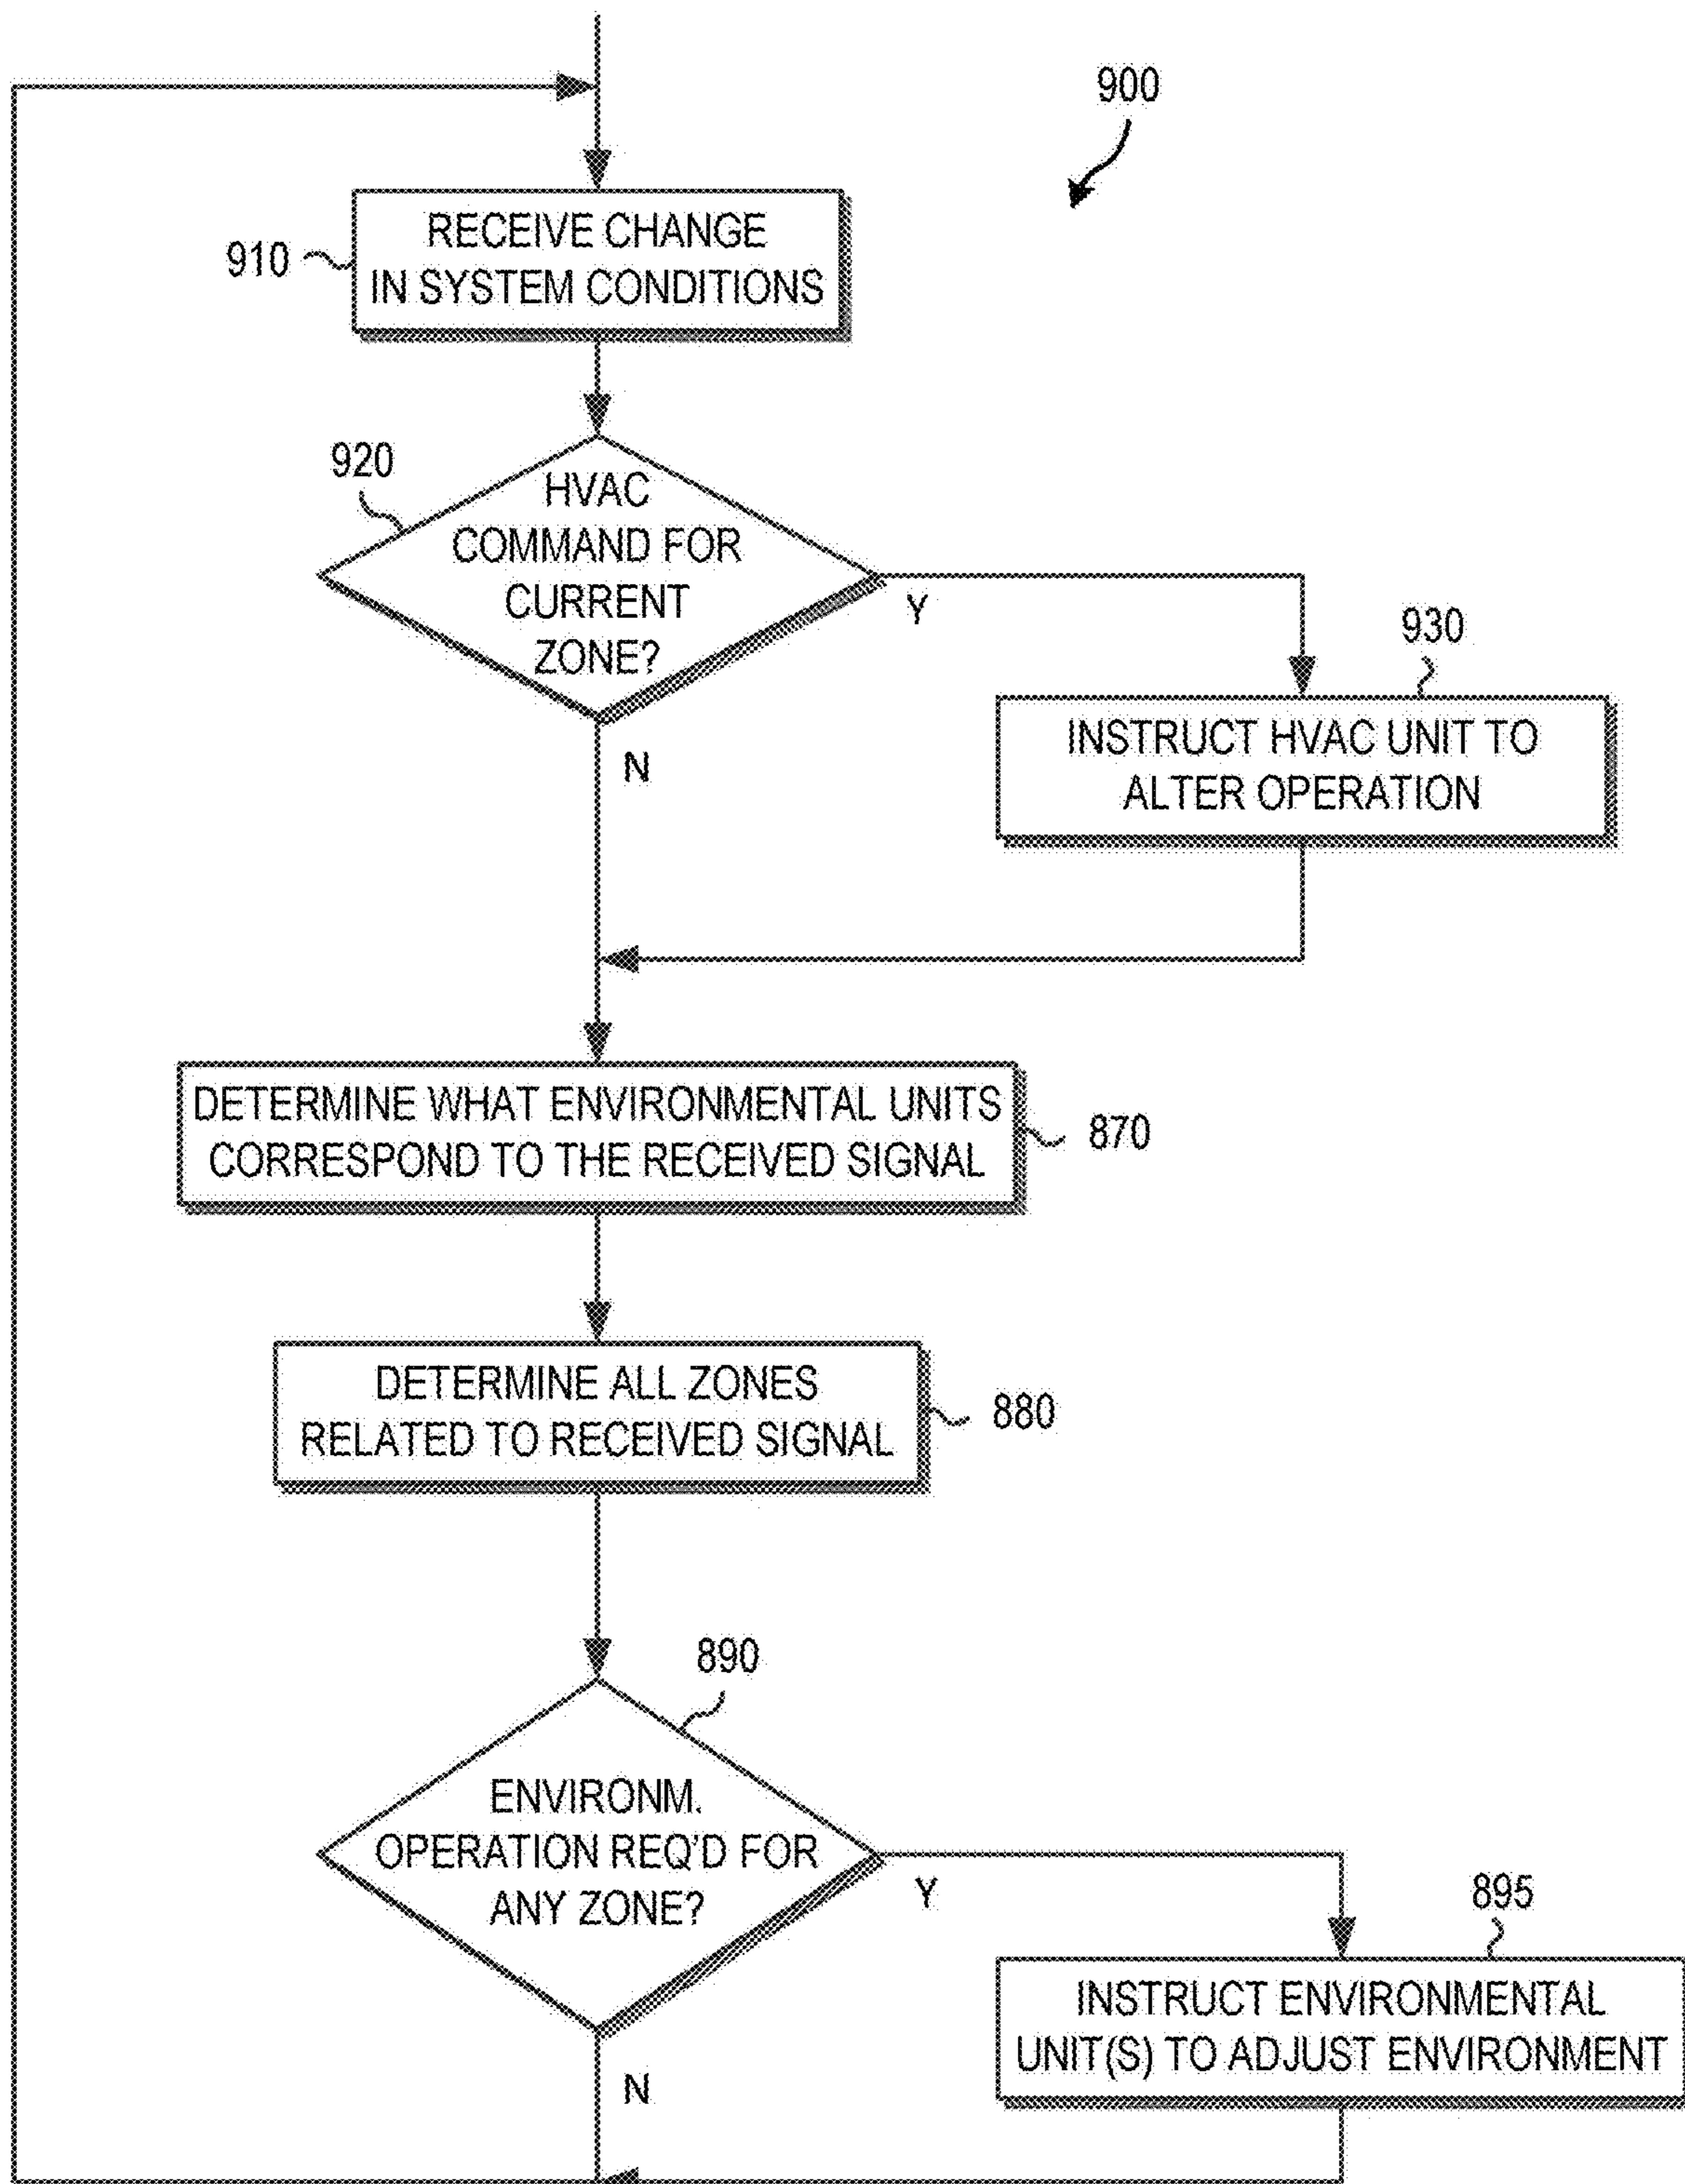 900
910
RECEIVE CHANGE
IN SYSTEM CONDITIONS
920
HVAC
COMMAND FOR
CURRENT
ZONE?
Y
N
930
INSTRUCT HVAC UNIT TO
ALTER OPERATION
DETERMINE WHAT ENVIRONMENTAL UNITS
CORRESPOND TO THE RECEIVED SIGNAL
870
DETERMINE ALL ZONES
RELATED TO RECEIVED SIGNAL
880
890
ENVIRONM.
OPERATION REQ'D FOR
ANY ZONE?
Y
N
895
INSTRUCT ENVIRONMENTAL
UNIT(S) TO ADJUST ENVIRONMENT